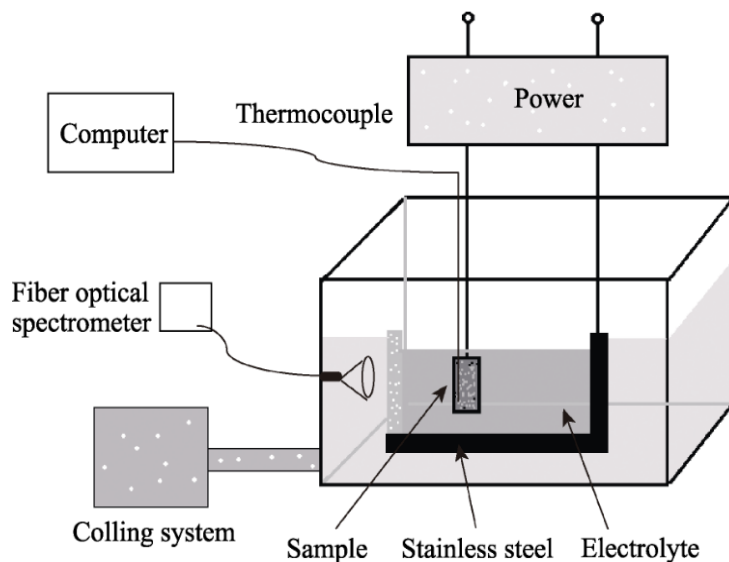 Power
Thermocouple
Computer
Fiber optical
spectrometer
Colling system
Sample
Stainless steel
Electrolyte